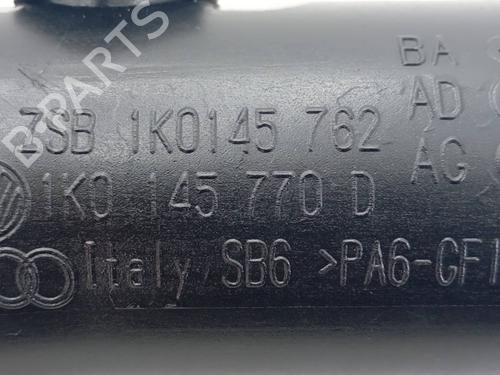 BA
ZSB 1K0145 762 AD
1K0 145 770 D AG
Italy SB6 >PA6-GF
B-PARTS